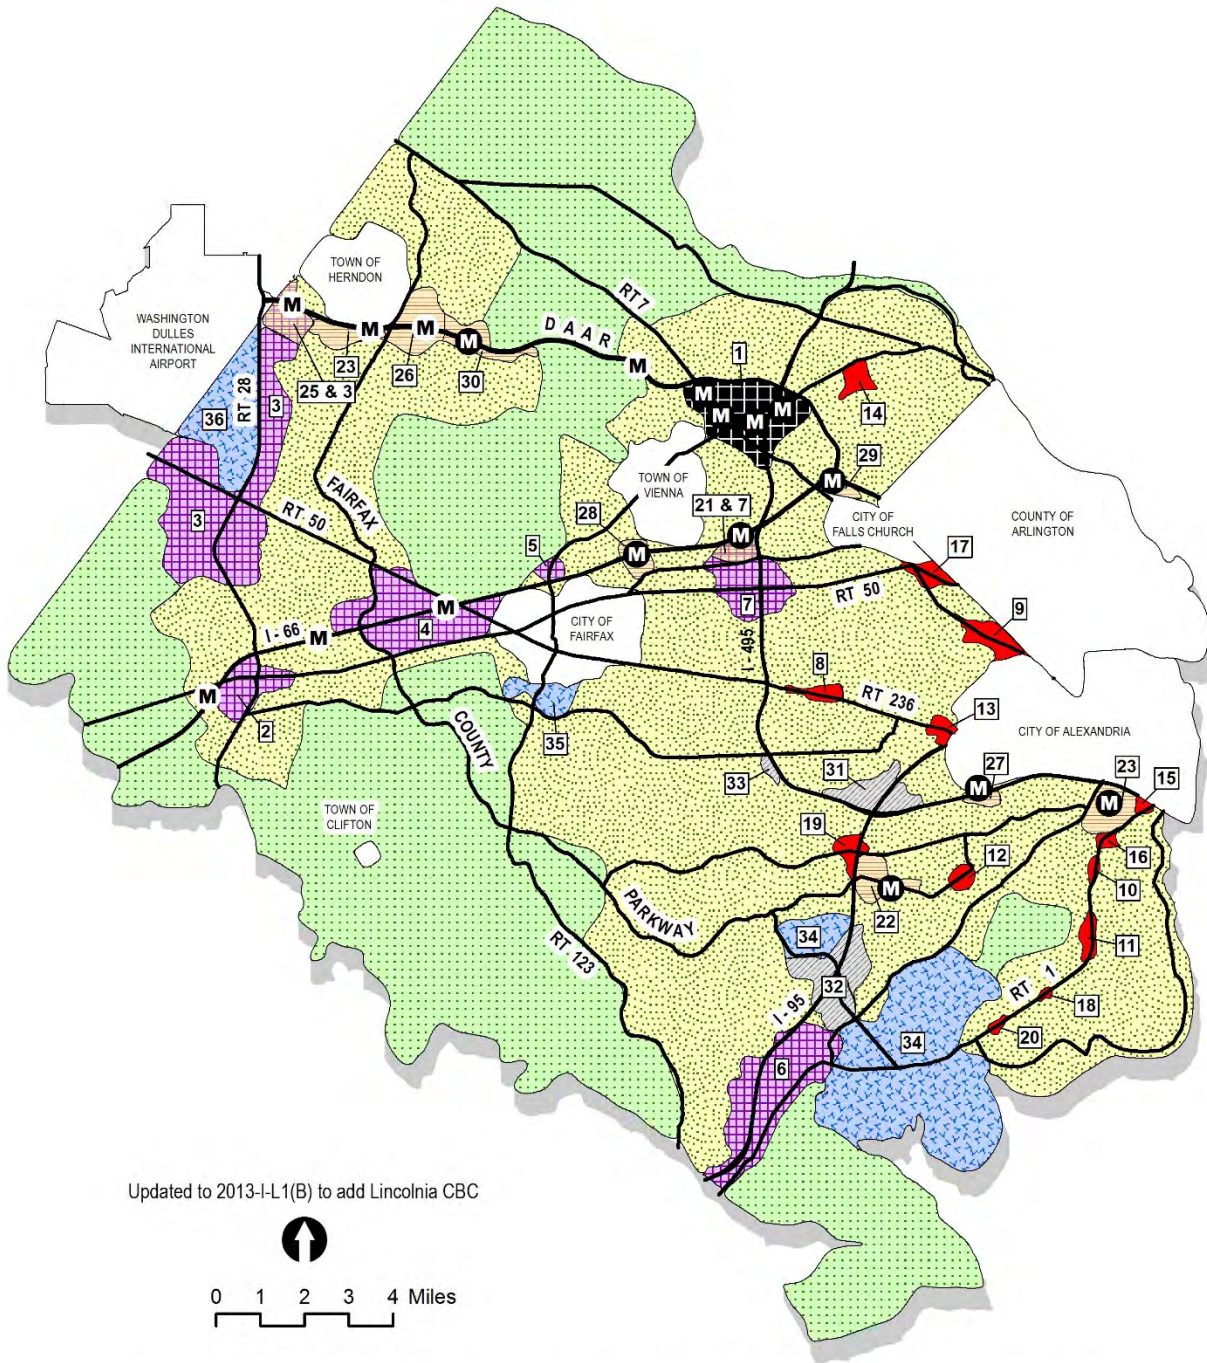 TOWN OF
HERNDON
WASHINGTON
DULLES
INTERNATIONAL
AIRPORT
RT 7
M
M
M
M
D A A R
M
1
23
26
30
25 & 3
M
M
M
M
14
RT 28
3
36
FAIRFAX
TOWN OF
VIENNA
29
M
21 & 7
CITY OF
FALLS CHURCH
COUNTY OF
ARLINGTON
RT 50
3
28
M
M
5
17
7
RT 50
9
I - 66
M
M
4
CITY OF
FAIRFAX
I 495
8
RT 236
M
2
13
CITY OF ALEXANDRIA
35
COUNTY
33
31
27
M
23
M
15
TOWN OF
CLIFTON
19
12
16
10
M
22
PARKWAY
RT 123
34
11
32
RT 1
18
I - 95
20
34
6
Updated to 2013-I-L1(B) to add Lincolnia CBC
0 1 2 3 4 Miles